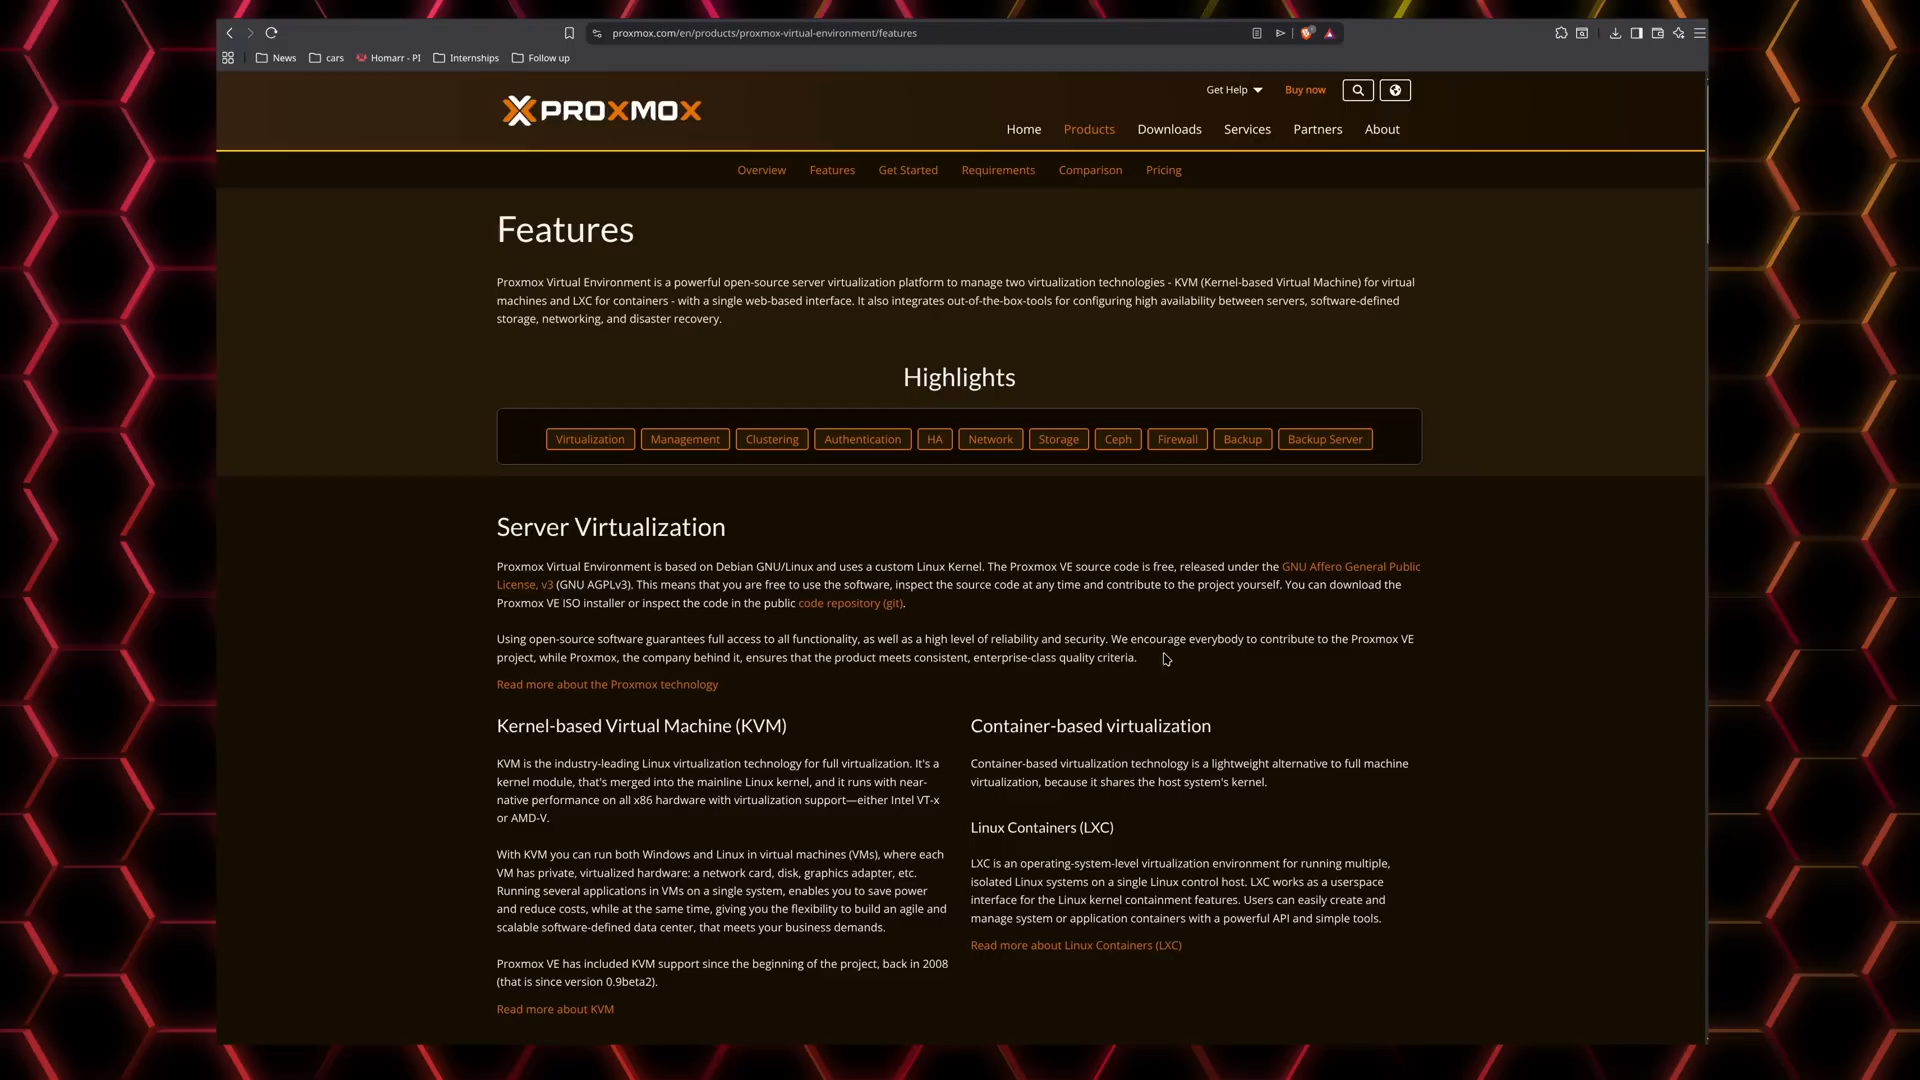 proxmox.com/en/products/proxmox-virtual-environment/features
News cars Homarr - PI Internships Follow up
PROXMOX
Get Help Buy now
Home Products Downloads Services Partners About
Overview Features Get Started Requirements Comparison Pricing
Features
Proxmox Virtual Environment is a powerful open-source server virtualization platform to manage two virtualization technologies - KVM (Kernel-based Virtual Machine) for virtual
machines and LXC for containers - with a single web-based interface. It also integrates out-of-the-box-tools for configuring high availability between servers, software-defined
storage, networking, and disaster recovery.
Highlights
Virtualization Management Clustering Authentication HA Network Storage Ceph Firewall Backup Backup Server
Server Virtualization
Proxmox Virtual Environment is based on Debian GNU/Linux and uses a custom Linux Kernel. The Proxmox VE source code is free, released under the GNU Affero General Public
License, v3 (GNU AGPLv3). This means that you are free to use the software, inspect the source code at any time and contribute to the project yourself. You can download the
Proxmox VE ISO installer or inspect the code in the public code repository (git).
Using open-source software guarantees full access to all functionality, as well as a high level of reliability and security. We encourage everybody to contribute to the Proxmox VE
project, while Proxmox, the company behind it, ensures that the product meets consistent, enterprise-class quality criteria.
Read more about the Proxmox technology
Kernel-based Virtual Machine (KVM)
KVM is the industry-leading Linux virtualization technology for full virtualization. It's a
kernel module, that's merged into the mainline Linux kernel, and it runs with near-
native performance on all x86 hardware with virtualization support—either Intel VT-x
or AMD-V.
With KVM you can run both Windows and Linux in virtual machines (VMs), where each
VM has private, virtualized hardware: a network card, disk, graphics adapter, etc.
Running several applications in VMs on a single system, enables you to save power
and reduce costs, while at the same time, giving you the flexibility to build an agile and
scalable software-defined data center, that meets your business demands.
Proxmox VE has included KVM support since the beginning of the project, back in 2008
(that is since version 0.9beta2).
Read more about KVM
Container-based virtualization
Container-based virtualization technology is a lightweight alternative to full machine
virtualization, because it shares the host system's kernel.
Linux Containers (LXC)
LXC is an operating-system-level virtualization environment for running multiple,
isolated Linux systems on a single Linux control host. LXC works as a userspace
interface for the Linux kernel containment features. Users can easily create and
manage system or application containers with a powerful API and simple tools.
Read more about Linux Containers (LXC)